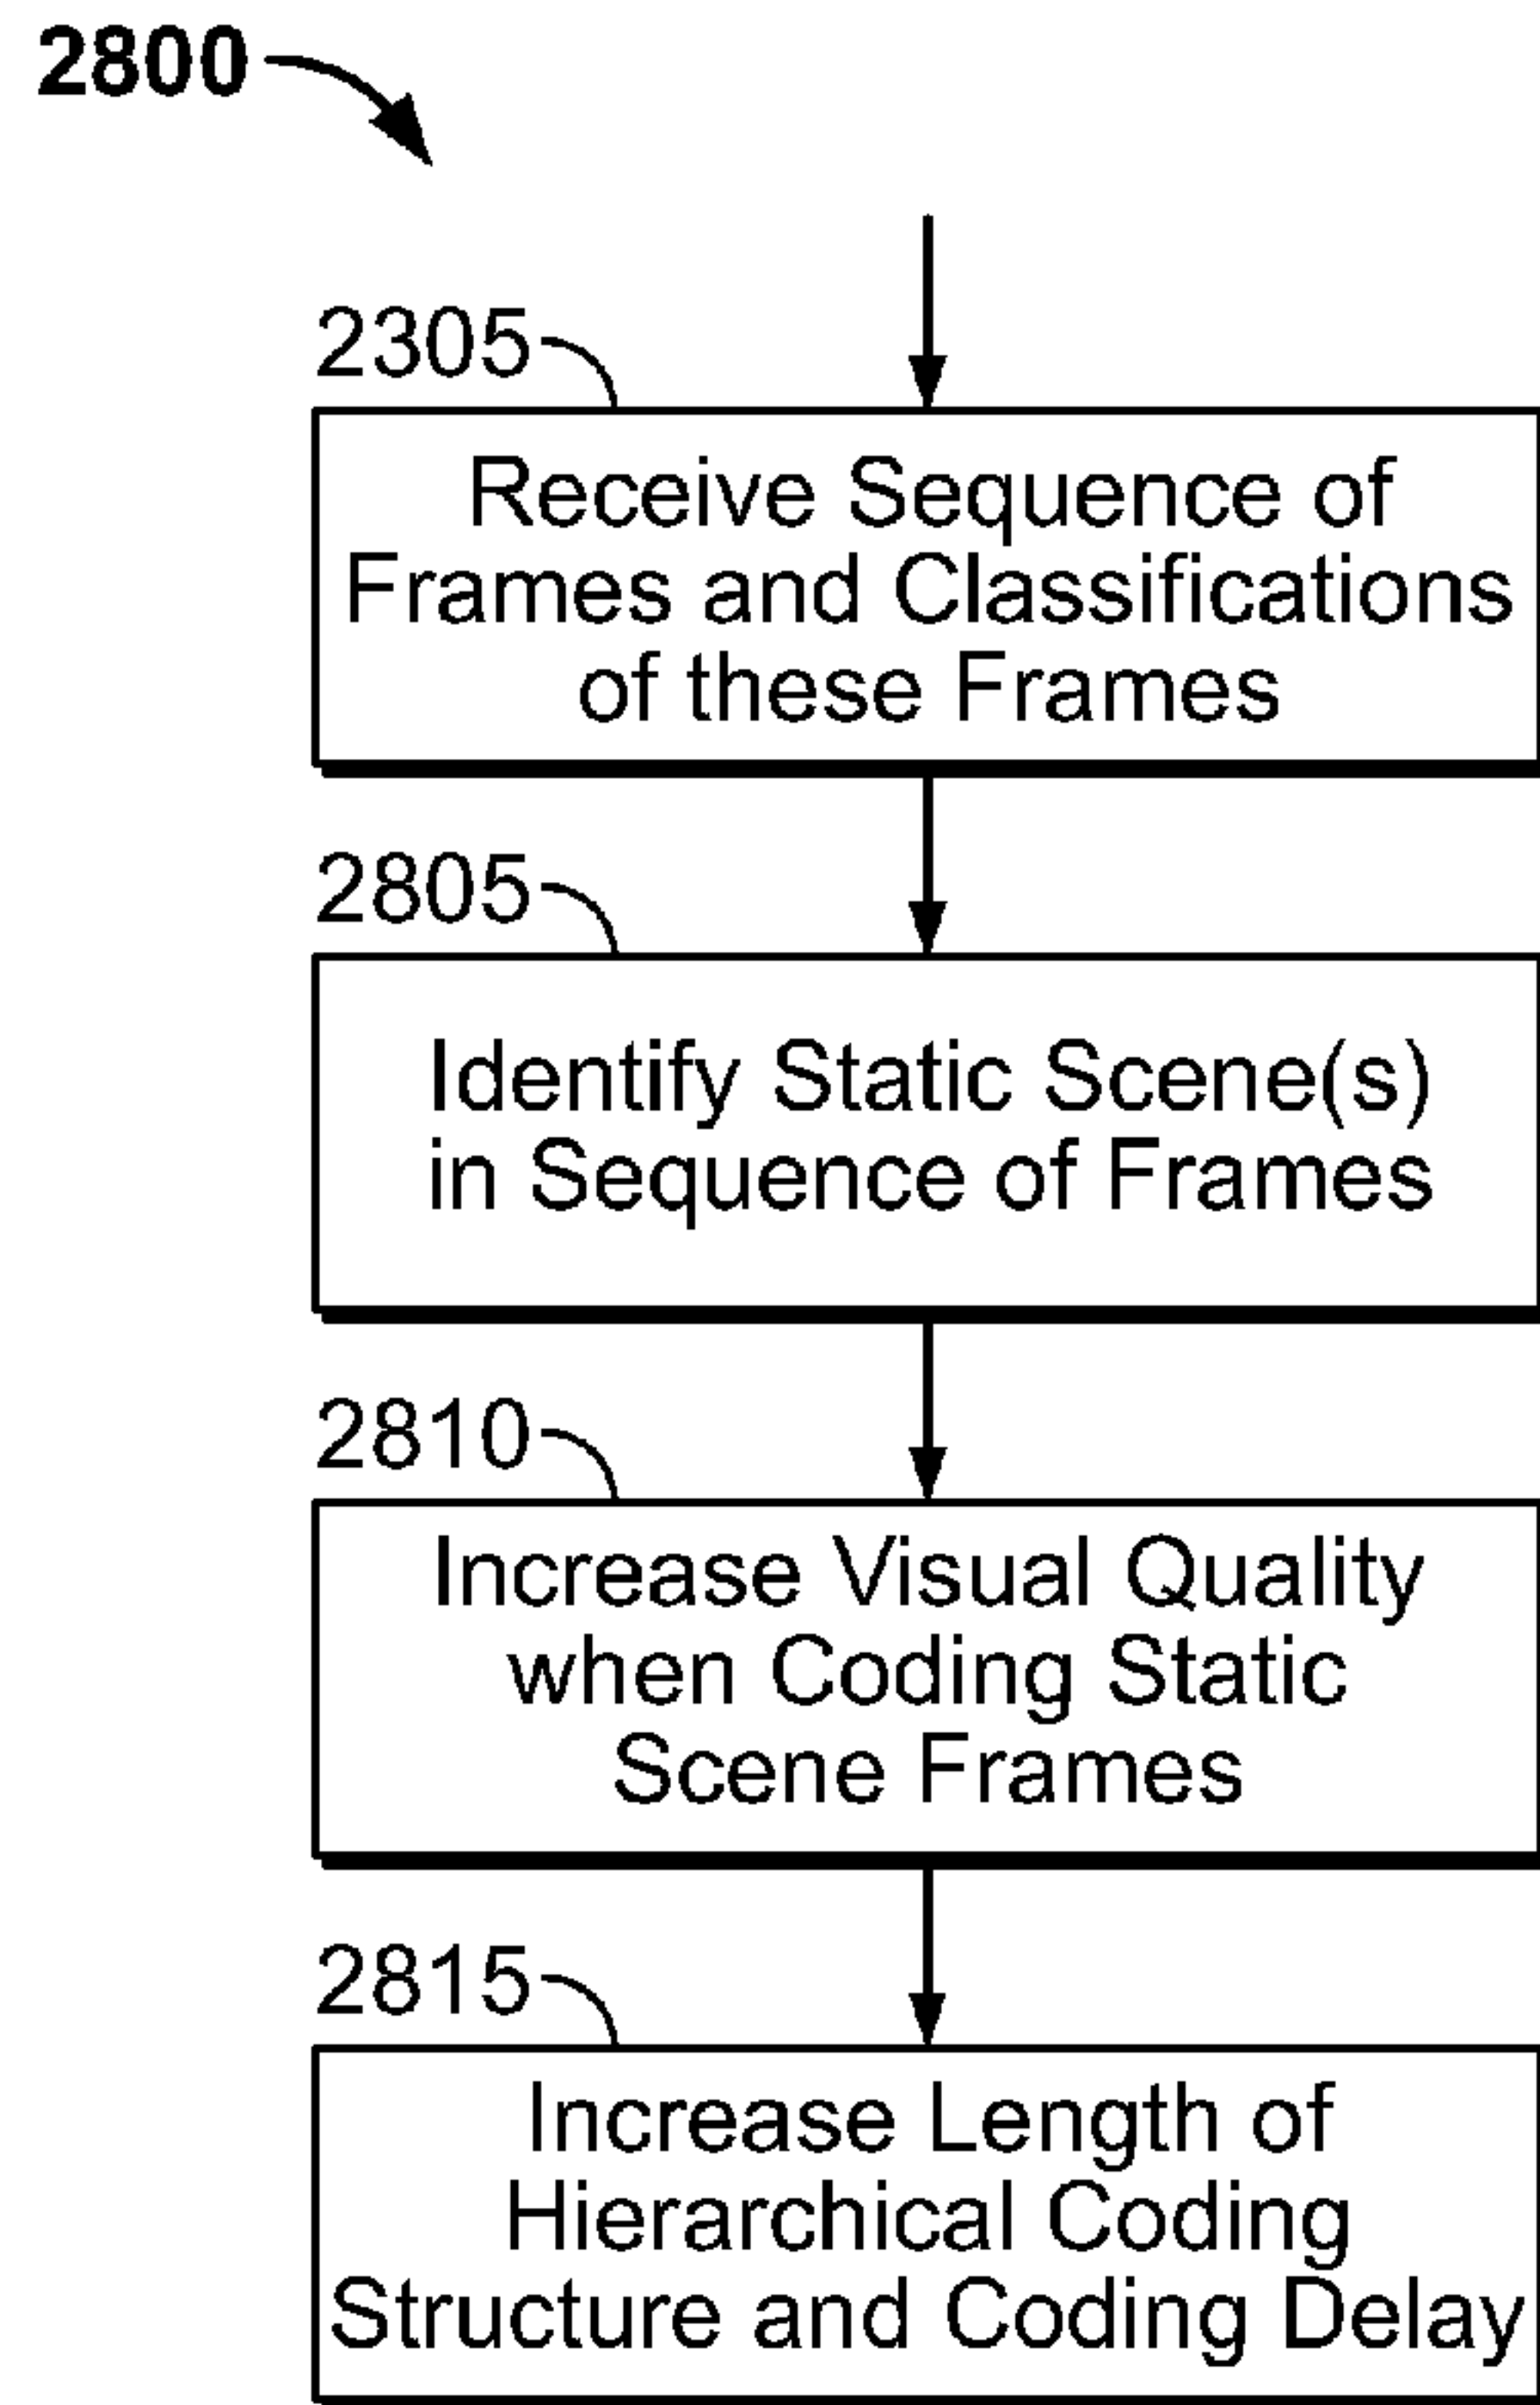 2800
2305
Receive Sequence of
Frames and Classifications
of these Frames
2805
Identify Static Scene(s)
in Sequence of Frames
2810
Increase Visual Quality
when Coding Static
Scene Frames
2815
Increase Length of
Hierarchical Coding
Structure and Coding Delay